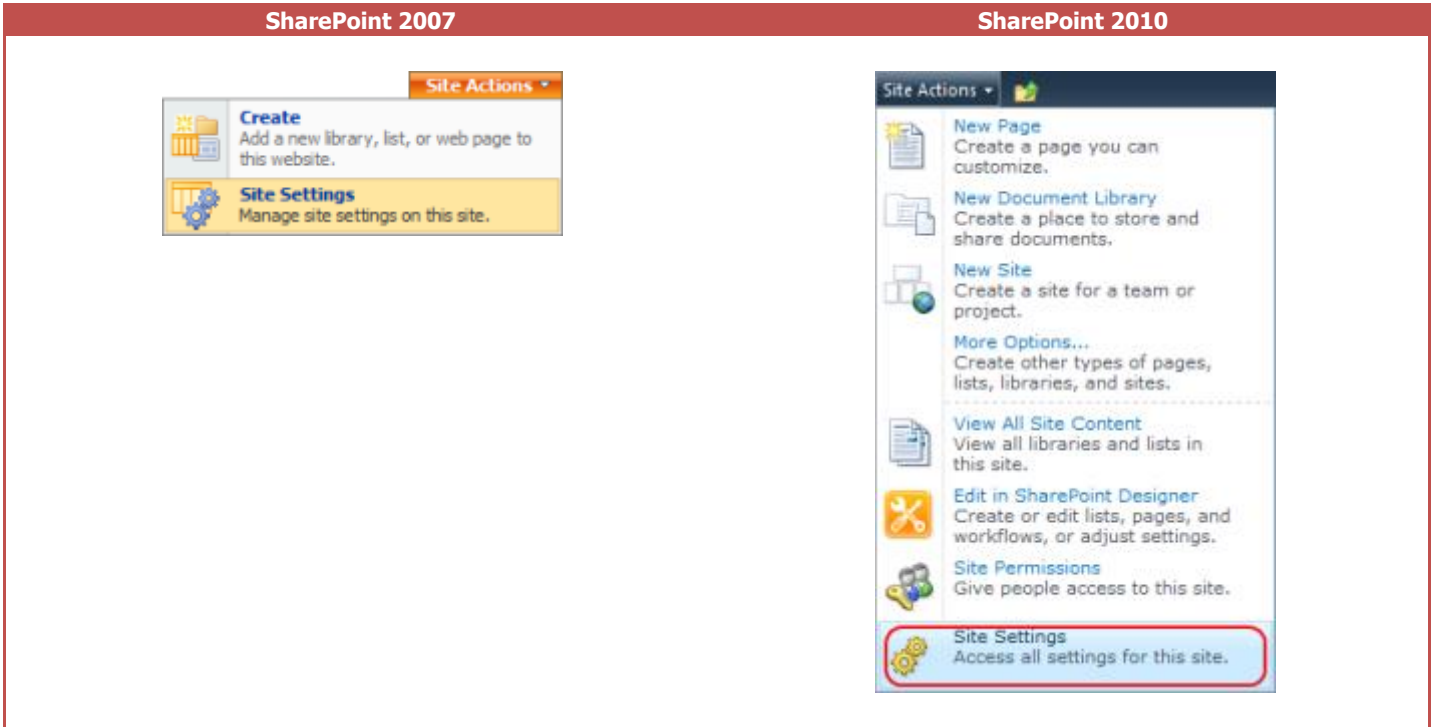 SharePoint 2007
SharePoint 2010
Site Actions
Create
Add a new library, list, or web page to
this website.
Site Settings
Manage site settings on this site.
Site Actions
New Page
Create a page you can
customize.
New Document Library
Create a place to store and
share documents.
New Site
Create a site for a team or
project.
More Options...
Create other types of pages,
lists, libraries, and sites.
View All Site Content
View all libraries and lists in
this site.
Edit in SharePoint Designer
Create or edit lists, pages, and
workflows, or adjust settings.
Site Permissions
Give people access to this site.
Site Settings
Access all settings for this site.